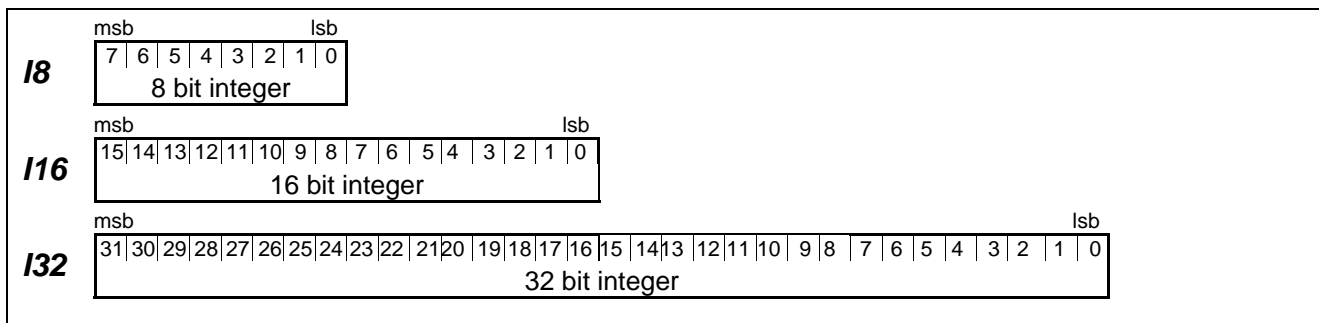 msb lsb
I8 7 6 5 4 3 2 1 0
8 bit integer
msb lsb
I16 15 14 13 12 11 10 9 8 7 6 5 4 3 2 1 0
16 bit integer
msb lsb
I32 31 30 29 28 27 26 25 24 23 22 21 20 19 18 17 16 15 14 13 12 11 10 9 8 7 6 5 4 3 2 1 0
32 bit integer